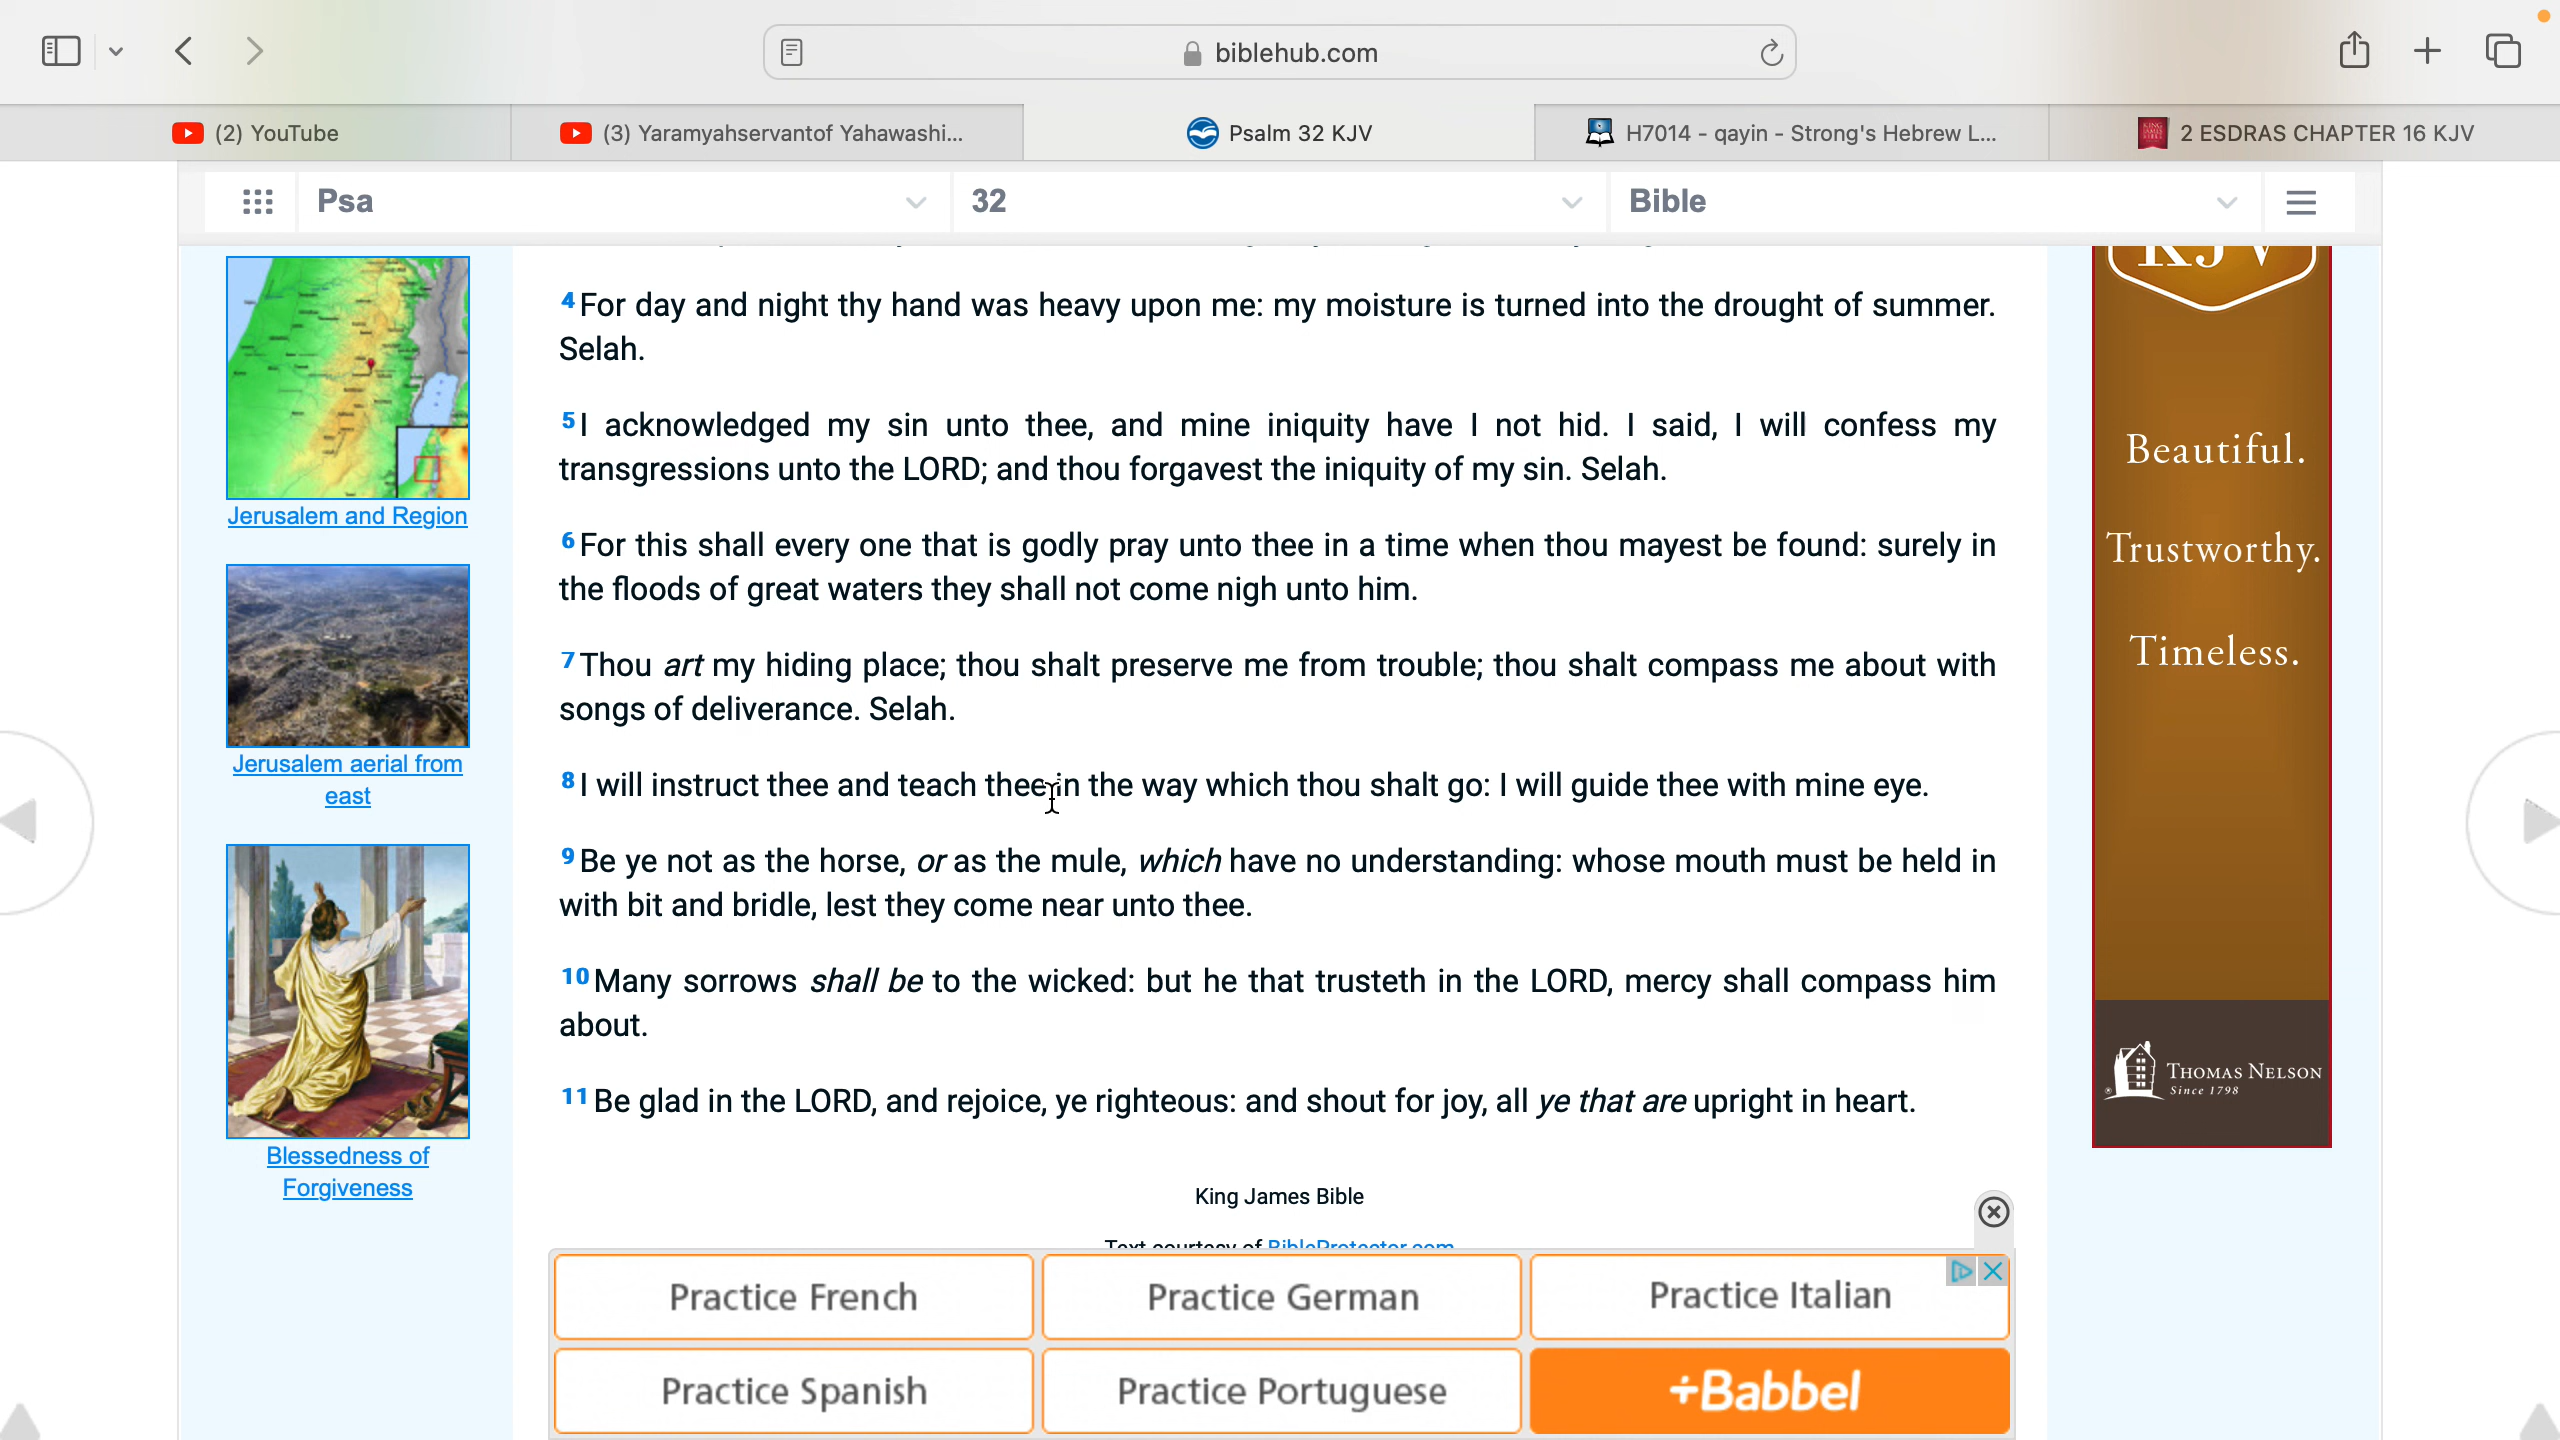 biblehub.com
(2) YouTube
(3) Yaramyahservantof Yahawashi...
Psalm 32 KJV
H7014 - qayin - Strong's Hebrew L...
2 ESDRAS CHAPTER 16 KJV
Psa
32
Bible
4 For day and night thy hand was heavy upon me: my moisture is turned into the drought of summer.
Selah.
5 I acknowledged my sin unto thee, and mine iniquity have I not hid. I said, I will confess my
transgressions unto the LORD; and thou forgavest the iniquity of my sin. Selah.
6 For this shall every one that is godly pray unto thee in a time when thou mayest be found: surely in
the floods of great waters they shall not come nigh unto him.
7 Thou art my hiding place; thou shalt preserve me from trouble; thou shalt compass me about with
songs of deliverance. Selah.
8 I will instruct thee and teach thee in the way which thou shalt go: I will guide thee with mine eye.
9 Be ye not as the horse, or as the mule, which have no understanding: whose mouth must be held in
with bit and bridle, lest they come near unto thee.
10 Many sorrows shall be to the wicked: but he that trusteth in the LORD, mercy shall compass him
about.
11 Be glad in the LORD, and rejoice, ye righteous: and shout for joy, all ye that are upright in heart.
King James Bible
Text courtesy of BibleProtector.com
Jerusalem and Region
Jerusalem aerial from
east
Blessedness of
Forgiveness
KJV
Beautiful.
Trustworthy.
Timeless.
THOMAS NELSON
Since 1798
Practice French
Practice German
Practice Italian
Practice Spanish
Practice Portuguese
+Babbel